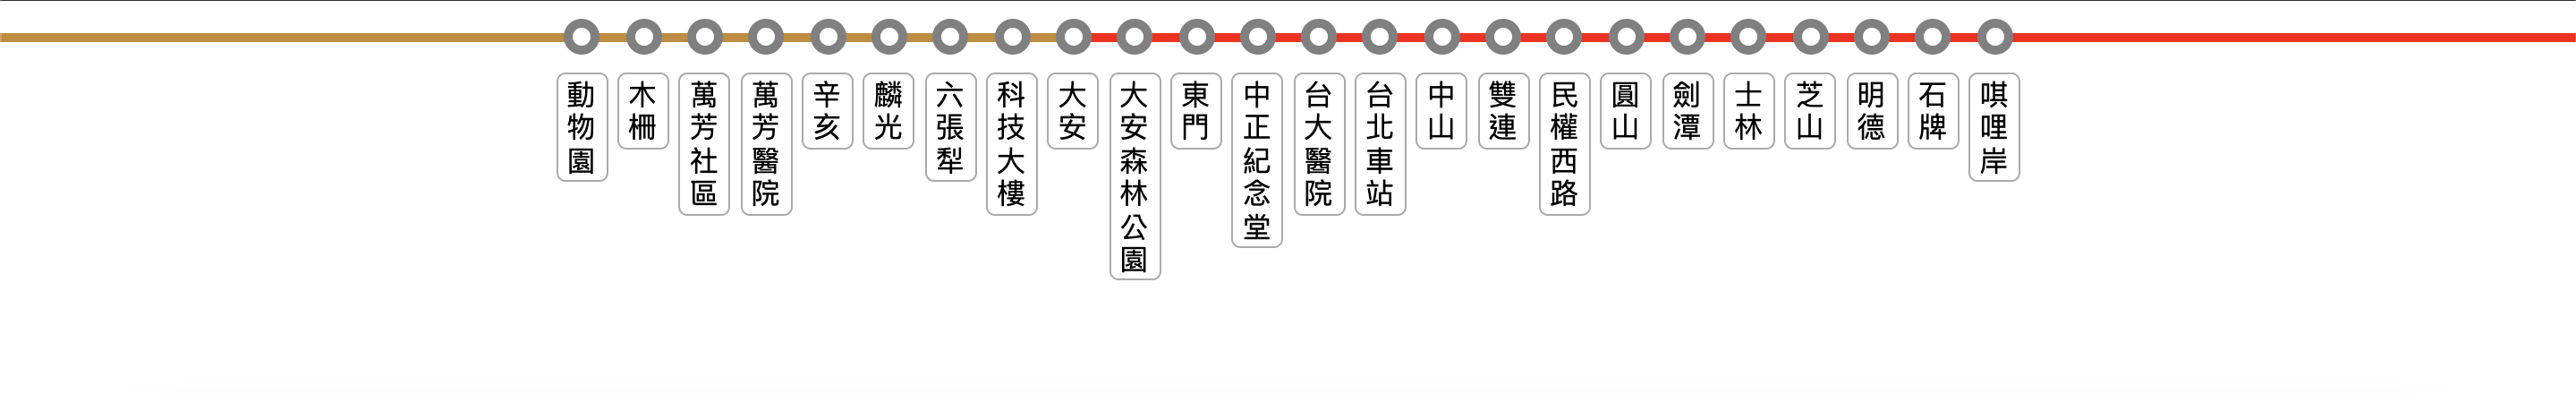 動物園
木柵
萬芳社區
萬芳醫院
辛亥
麟光
六張犁
科技大樓
大安
大安森林公園
東門
中正紀念堂
台大醫院
台北車站
中山
雙連
民權西路
圓山
劍潭
士林
芝山
明德
石牌
唭哩岸